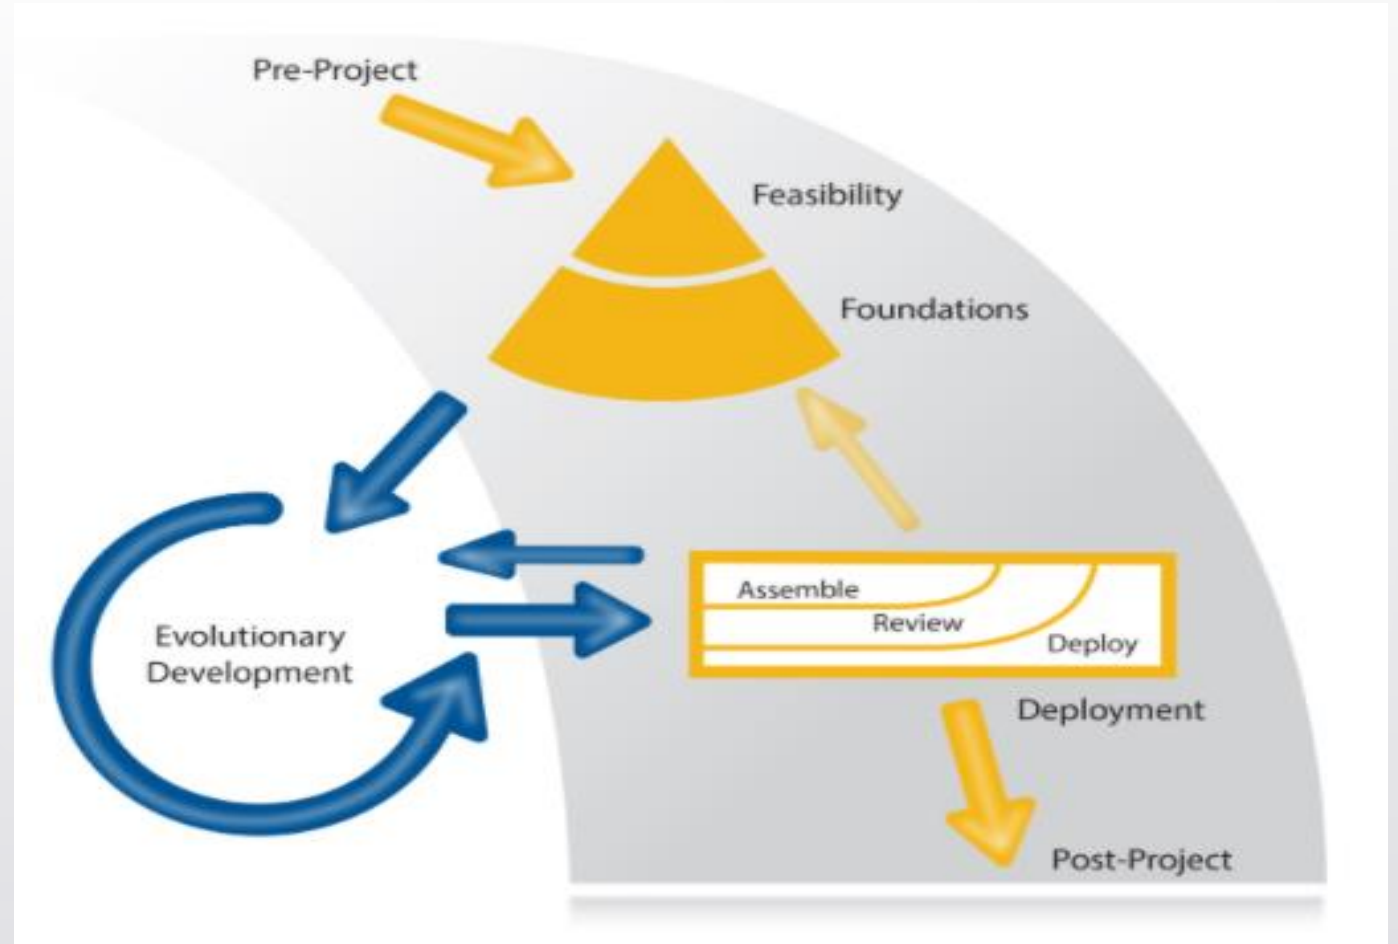 Pre-Project
Feasibility
Foundations
Assemble
Review
Deploy
Evolutionary
Development
Deployment
Post-Project